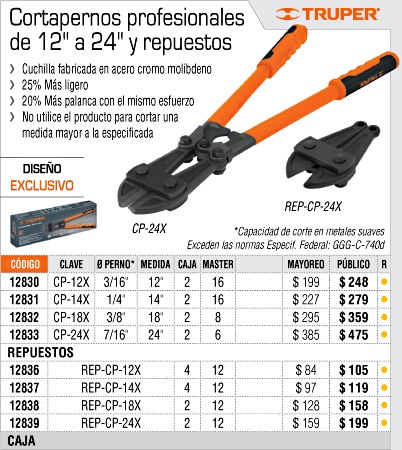 Cortapernos profesionales
de 12" a 24" y repuestos
TRUPER®
› Cuchilla fabricada en acero cromo molibdeno
› 25% Más ligero
› 20% Más palanca con el mismo esfuerzo
› No utilice el producto para cortar una
medida mayor a la especificada
DISEÑO
EXCLUSIVO
TRUPER
CP-24X
REP-CP-24X
*Capacidad de corte en metales suaves
Exceden las normas Específ. Federal: GGG-C-740d
CÓDIGO CLAVE Ø PERNO* MEDIDA CAJA MASTER MAYOREO PÚBLICO R
12830 CP-12X 3/16" 12" 2 16 $ 199 $ 248
12831 CP-14X 1/4" 14" 2 16 $ 227 $ 279
12832 CP-18X 3/8" 18" 2 8 $ 295 $ 359
12833 CP-24X 7/16" 24" 2 6 $ 385 $ 475
REPUESTOS
12836 REP-CP-12X 4 12 $ 84 $ 105
12837 REP-CP-14X 4 12 $ 97 $ 119
12838 REP-CP-18X 2 12 $ 128 $ 158
12839 REP-CP-24X 2 12 $ 159 $ 199
CAJA